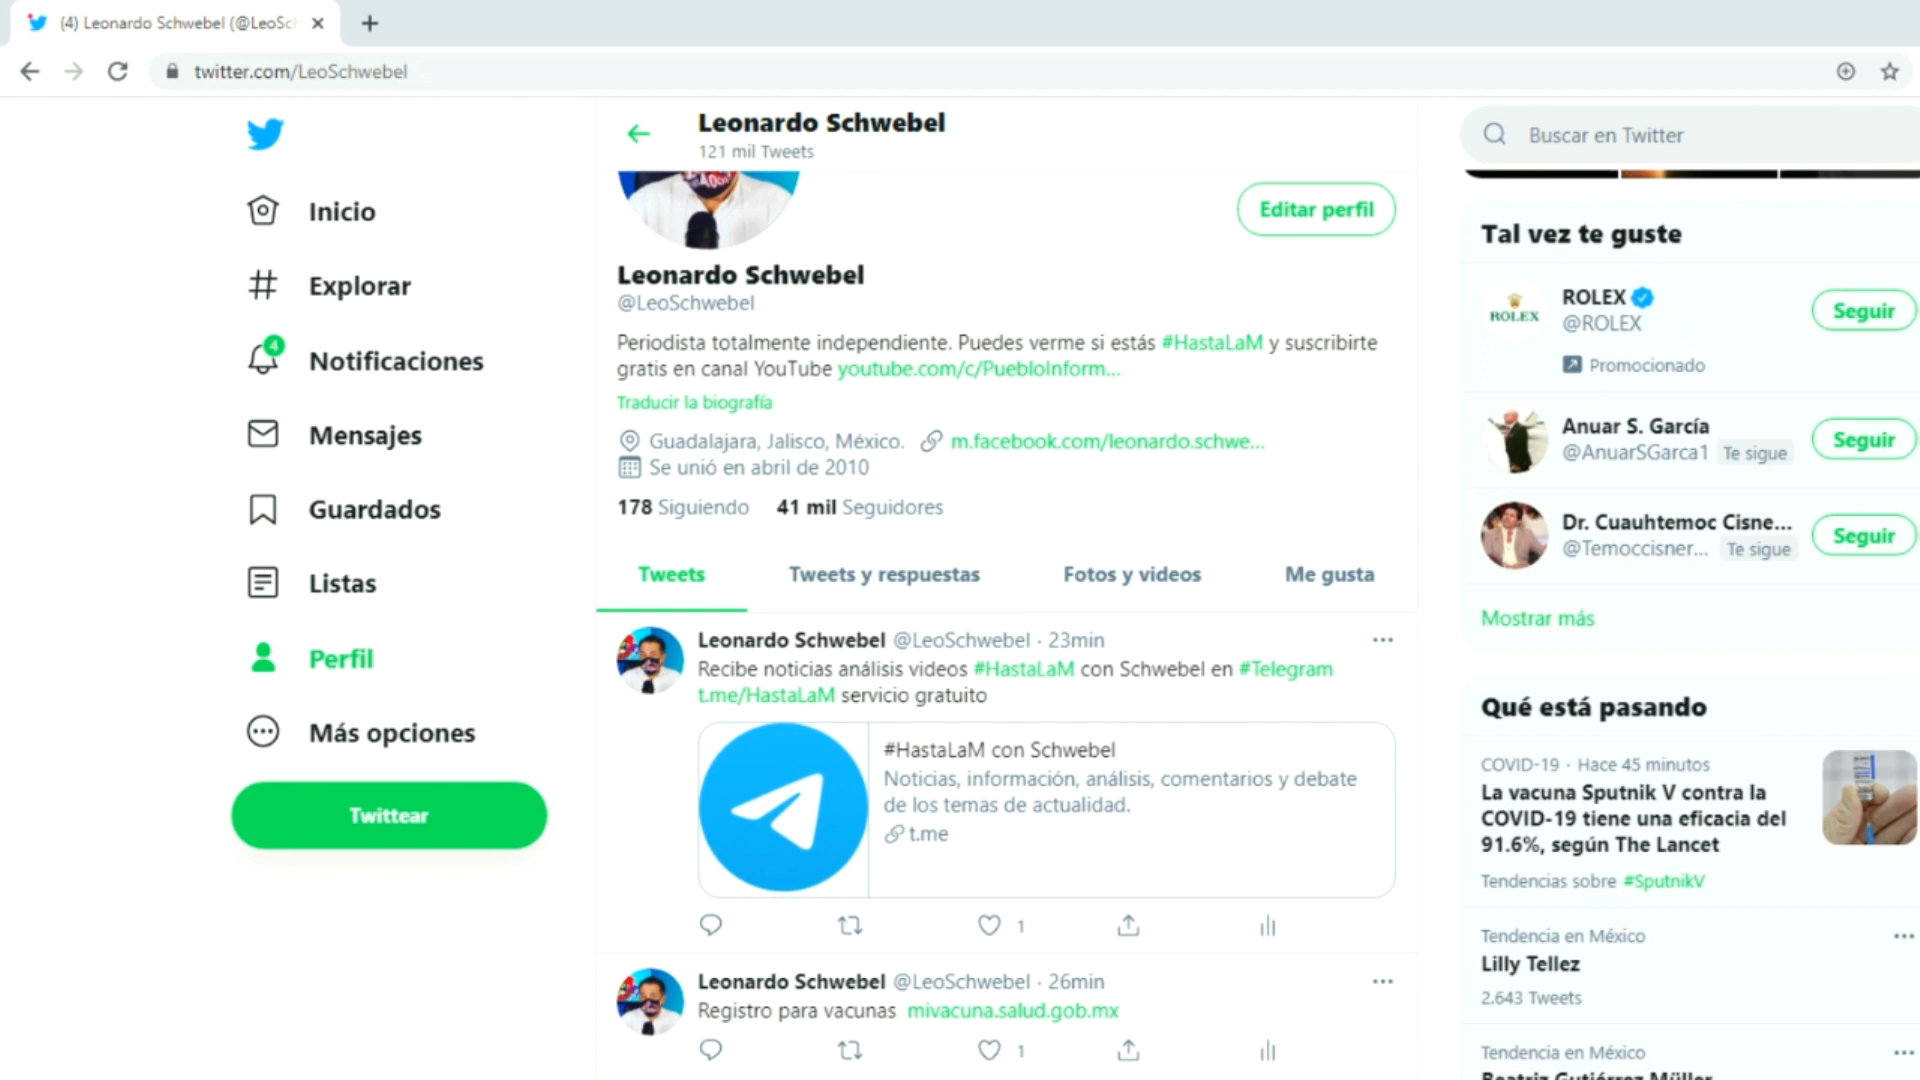 (4) Leonardo Schwebel (@LeoSch
twitter.com/LeoSchwebel
Inicio
Explorar
4
Notificaciones
Mensajes
Guardados
Listas
Perfil
Más opciones
Twittear
Leonardo Schwebel
121 mil Tweets
Editar perfil
Leonardo Schwebel
@LeoSchwebel
Periodista totalmente independiente. Puedes verme si estás #HastaLaM y suscribirte
gratis en canal YouTube youtube.com/c/PuebloInform...
Traducir la biografía
Guadalajara, Jalisco, México. m.facebook.com/leonardo.schwe...
Se unió en abril de 2010
178 Siguiendo 41 mil Seguidores
Tweets Tweets y respuestas Fotos y videos Me gusta
Leonardo Schwebel @LeoSchwebel · 23min
Recibe noticias análisis videos #HastaLaM con Schwebel en #Telegram
t.me/HastaLaM servicio gratuito
#HastaLaM con Schwebel
Noticias, información, análisis, comentarios y debate
de los temas de actualidad.
t.me
1
Leonardo Schwebel @LeoSchwebel · 26min
Registro para vacunas mivacuna.salud.gob.mx
1
Buscar en Twitter
Tal vez te guste
ROLEX
ROLEX
@ROLEX
Seguir
Promocionado
Anuar S. García
@AnuarSGarca1 Te sigue
Seguir
Dr. Cuauhtemoc Cisne...
@Temoccisner... Te sigue
Seguir
Mostrar más
Qué está pasando
COVID-19 · Hace 45 minutos
La vacuna Sputnik V contra la
COVID-19 tiene una eficacia del
91.6%, según The Lancet
Tendencias sobre #SputnikV
Tendencia en México
Lilly Tellez
2.643 Tweets
Tendencia en México
Beatriz Gutiérrez Müller